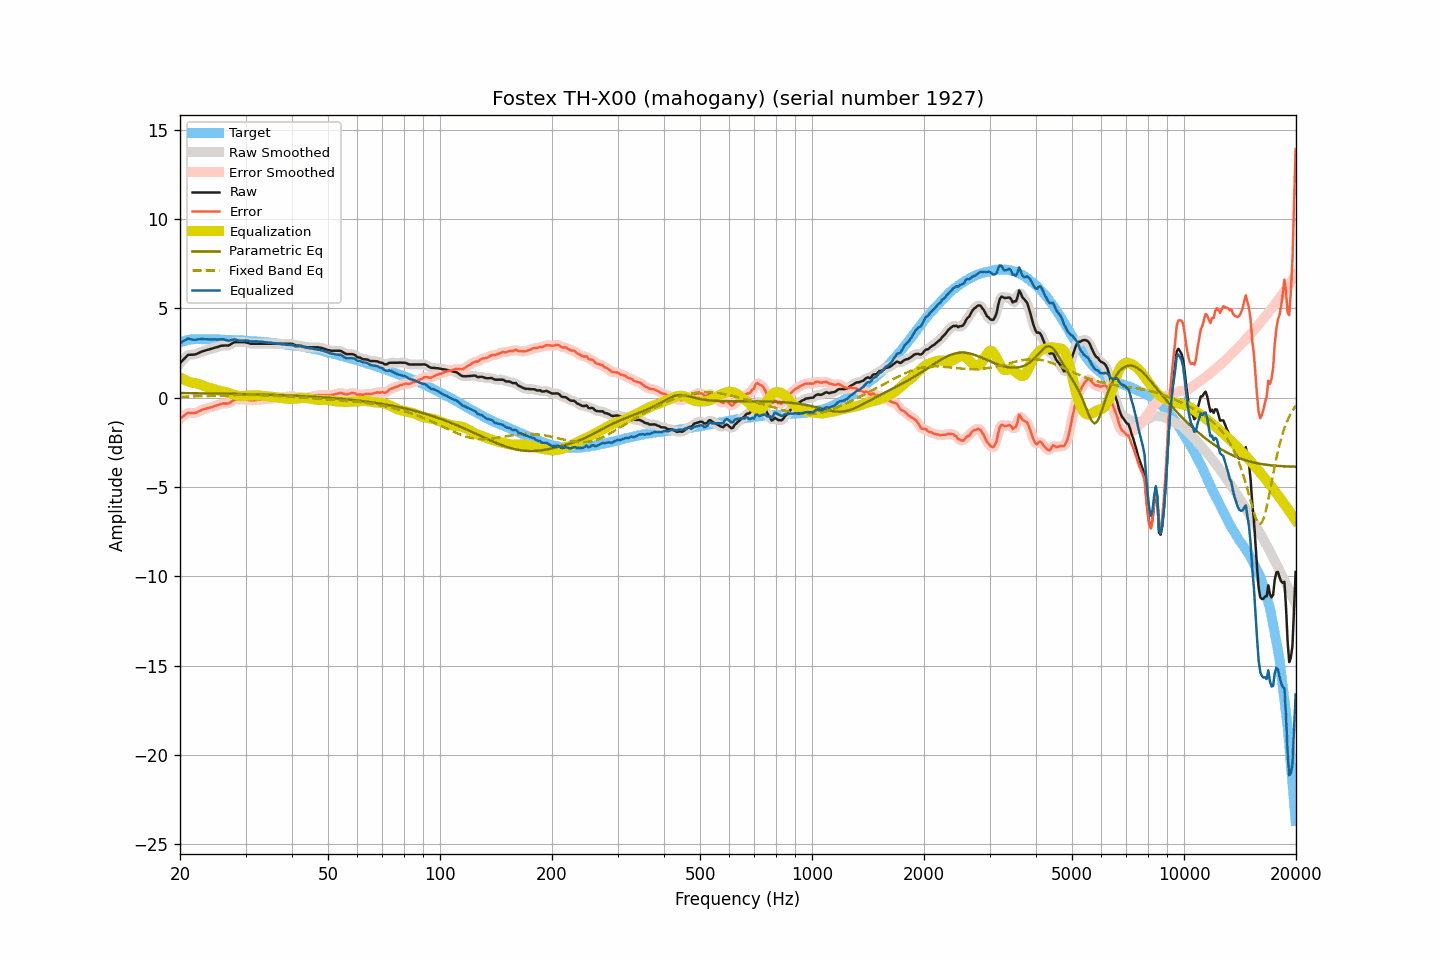 Fostex TH-X00 (mahogany) (serial number 1927)
Target
Raw Smoothed
Error Smoothed
Raw
Error
Equalization
Parametric Eq
Fixed Band Eq
Equalized
Amplitude (dBr)
15
10
5
0
−5
−10
−15
−20
−25
20 50 100 200 500 1000 2000 5000 10000 20000
Frequency (Hz)